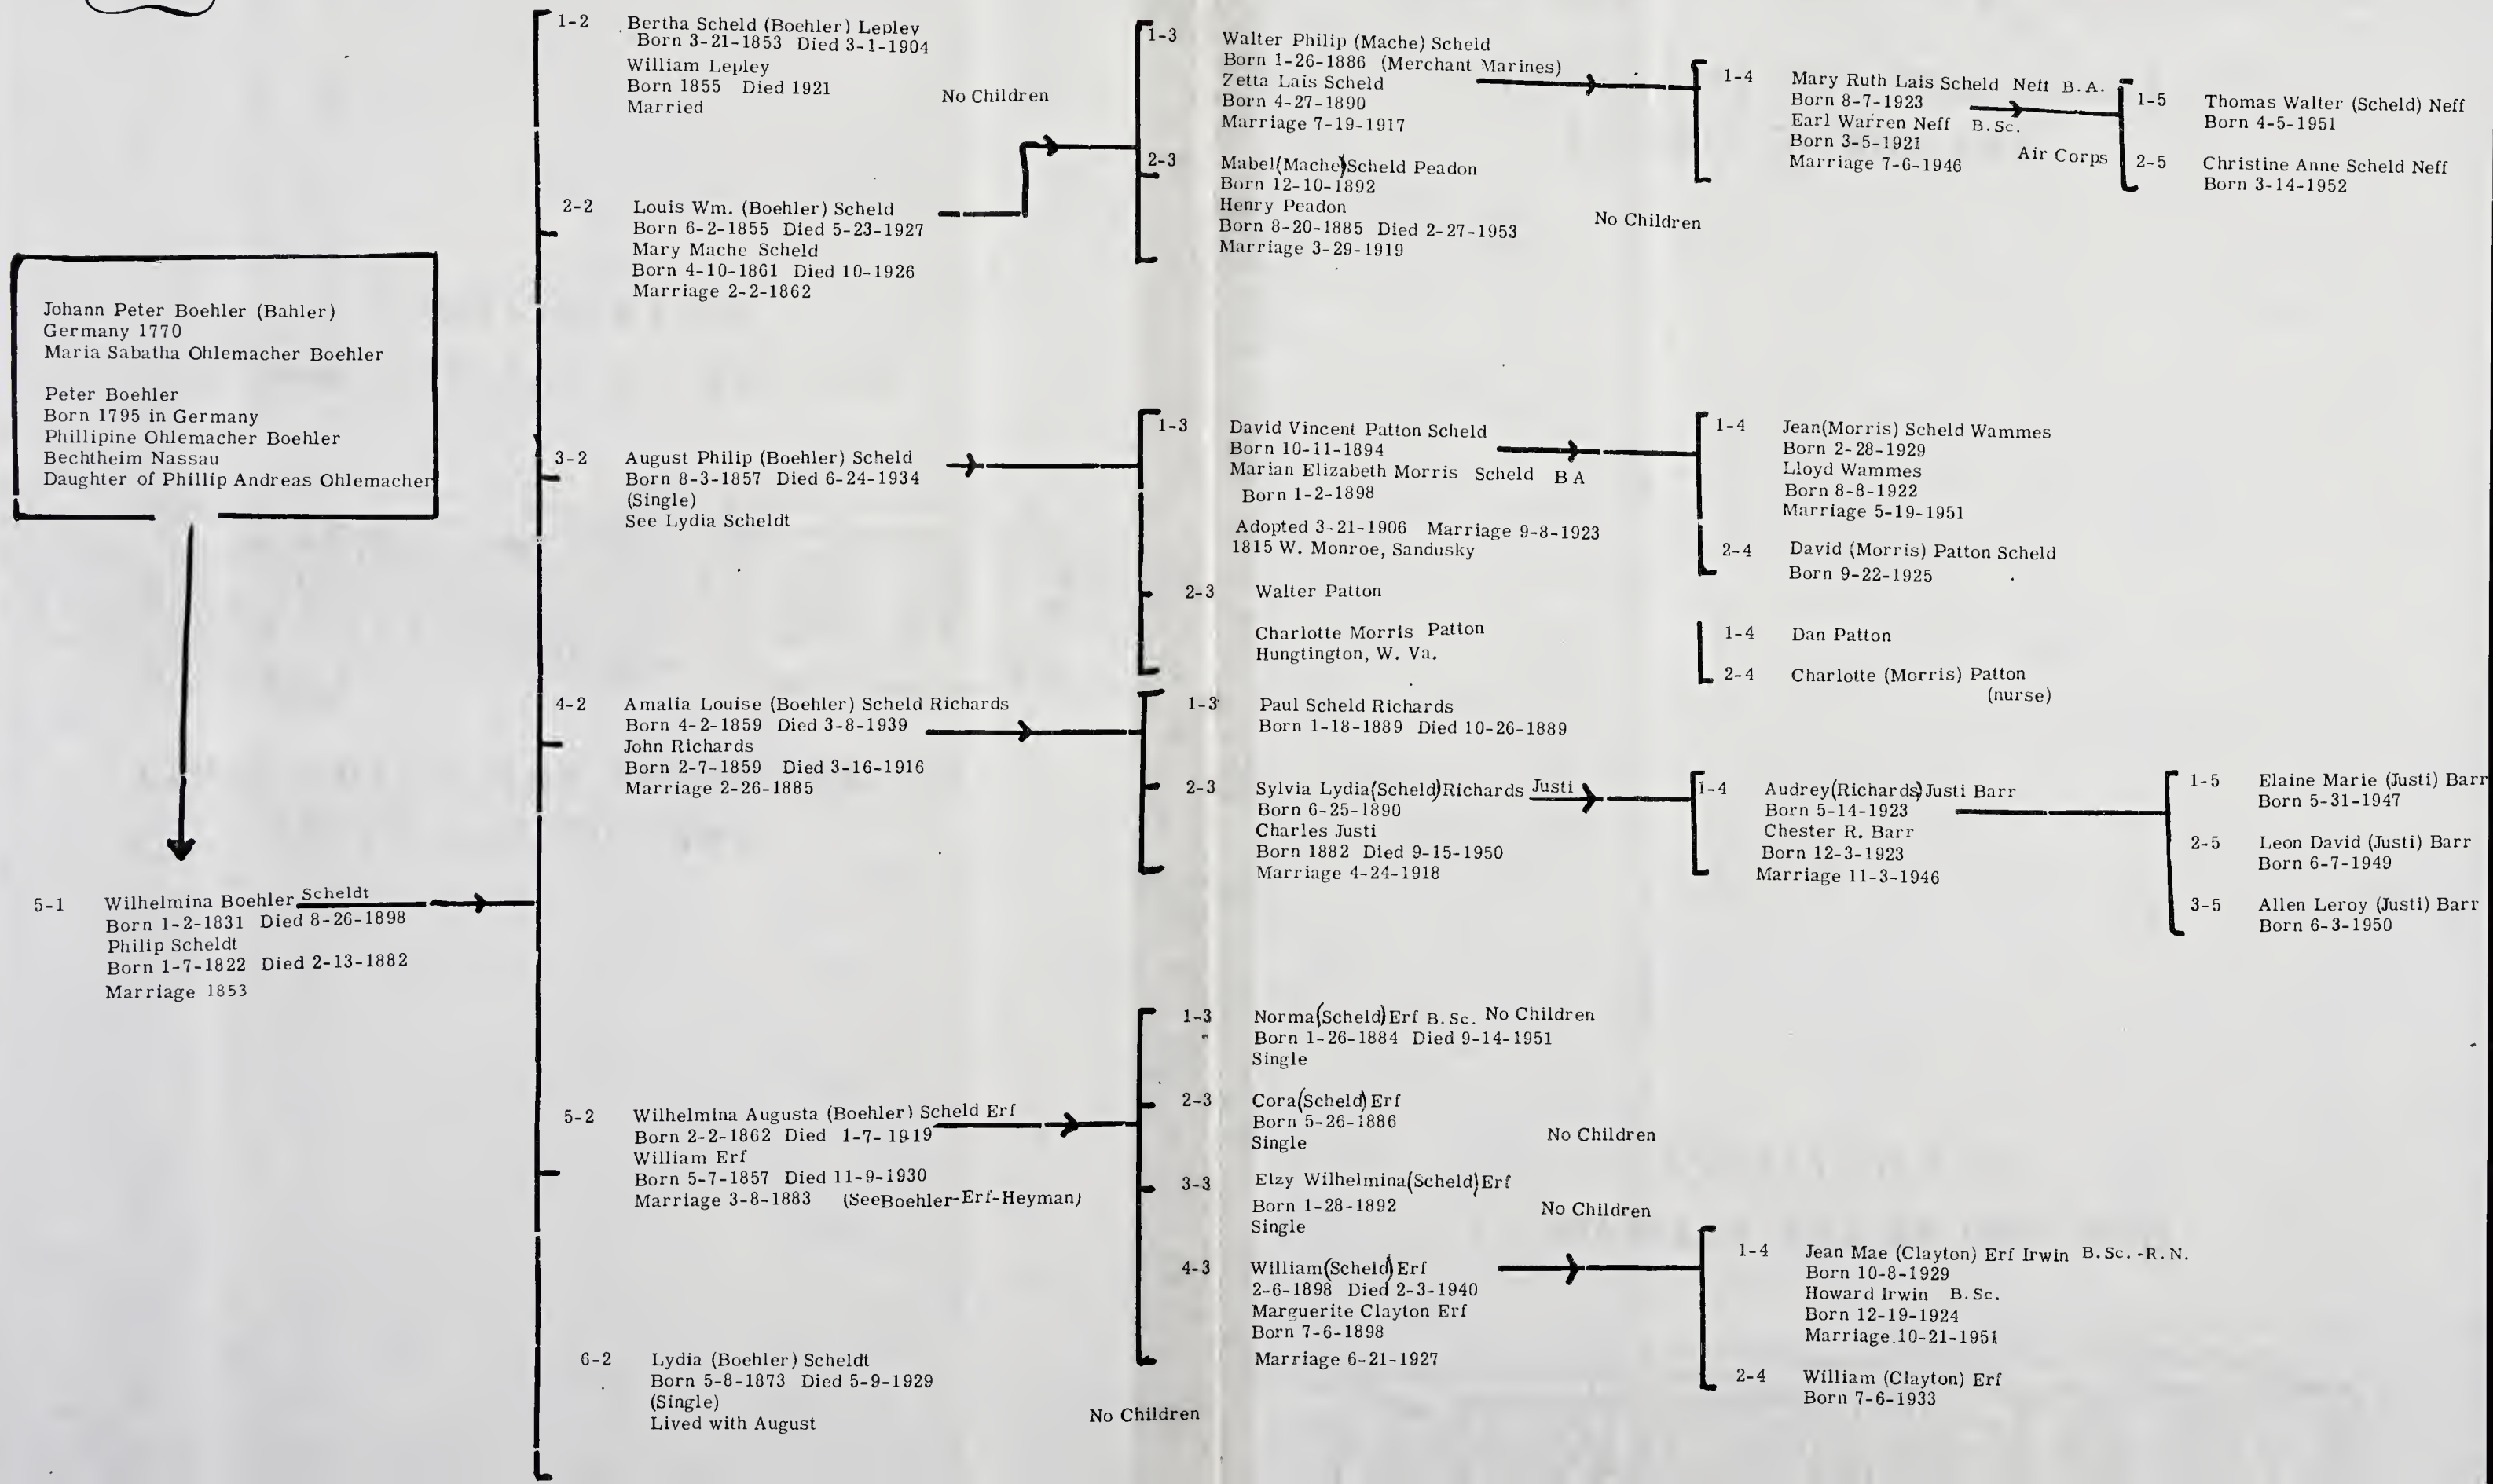 Johann Peter Boehler (Bahler)
Germany 1770
Maria Sabatha Ohlemacher Boehler
Peter Boehler
Born 1795 in Germany
Phillipine Ohlemacher Boehler
Bechtheim Nassau
Daughter of Phillip Andreas Ohlemacher
5-1 Wilhelmina Boehler Scheldt
Born 1-2-1831 Died 8-26-1898
Philip Scheldt
Born 1-7-1822 Died 2-13-1882
Marriage 1853
1-2 Bertha Scheld (Boehler) Lepley
Born 3-21-1853 Died 3-1-1904
William Lepley
Born 1855 Died 1921
Married
No Children
2-2 Louis Wm. (Boehler) Scheld
Born 6-2-1855 Died 5-23-1927
Mary Mache Scheld
Born 4-10-1861 Died 10-1926
Marriage 2-2-1862
3-2 August Philip (Boehler) Scheld
Born 8-3-1857 Died 6-24-1934
(Single)
See Lydia Scheldt
4-2 Amalia Louise (Boehler) Scheld Richards
Born 4-2-1859 Died 3-8-1939
John Richards
Born 2-7-1859 Died 3-16-1916
Marriage 2-26-1885
5-2 Wilhelmina Augusta (Boehler) Scheld Erf
Born 2-2-1862 Died 1-7-1919
William Erf
Born 5-7-1857 Died 11-9-1930
Marriage 3-8-1883 (See Boehler-Erf-Heyman)
6-2 Lydia (Boehler) Scheldt
Born 5-8-1873 Died 5-9-1929
(Single)
Lived with August
No Children
1-3 Walter Philip (Mache) Scheld
Born 1-26-1886 (Merchant Marines)
Zetta Lais Scheld
Born 4-27-1890
Marriage 7-19-1917
2-3 Mabel (Mache) Scheld Peadon
Born 12-10-1892
Henry Peadon
Born 8-20-1885 Died 2-27-1953
Marriage 3-29-1919
No Children
1-3 David Vincent Patton Scheld
Born 10-11-1894
Marian Elizabeth Morris Scheld B A
Born 1-2-1898
Adopted 3-21-1906 Marriage 9-8-1923
1815 W. Monroe, Sandusky
2-3 Walter Patton
Charlotte Morris Patton
Hungtington, W. Va.
1-3 Paul Scheld Richards
Born 1-18-1889 Died 10-26-1889
2-3 Sylvia Lydia (Scheld) Richards Justi
Born 6-25-1890
Charles Justi
Born 1882 Died 9-15-1950
Marriage 4-24-1918
1-3 Norma (Scheld) Erf B.Sc. No Children
Born 1-26-1884 Died 9-14-1951
Single
2-3 Cora (Scheld) Erf
Born 5-26-1886
Single
No Children
3-3 Elzy Wilhelmina (Scheld) Erf
Born 1-28-1892
Single
No Children
4-3 William (Scheld) Erf
2-6-1898 Died 2-3-1940
Marguerite Clayton Erf
Born 7-6-1898
Marriage 6-21-1927
1-4 Mary Ruth Lais Scheld Neff B.A.
Born 8-7-1923
Earl Warren Neff B.Sc.
Born 3-5-1921
Marriage 7-6-1946 Air Corps
1-4 Jean (Morris) Scheld Wammes
Born 2-28-1929
Lloyd Wammes
Born 8-8-1922
Marriage 5-19-1951
2-4 David (Morris) Patton Scheld
Born 9-22-1925
1-4 Dan Patton
2-4 Charlotte (Morris) Patton
(nurse)
1-4 Audrey (Richards) Justi Barr
Born 5-14-1923
Chester R. Barr
Born 12-3-1923
Marriage 11-3-1946
1-4 Jean Mae (Clayton) Erf Irwin B.Sc.-R.N.
Born 10-8-1929
Howard Irwin B.Sc.
Born 12-19-1924
Marriage 10-21-1951
2-4 William (Clayton) Erf
Born 7-6-1933
1-5 Thomas Walter (Scheld) Neff
Born 4-5-1951
2-5 Christine Anne Scheld Neff
Born 3-14-1952
1-5 Elaine Marie (Justi) Barr
Born 5-31-1947
2-5 Leon David (Justi) Barr
Born 6-7-1949
3-5 Allen Leroy (Justi) Barr
Born 6-3-1950